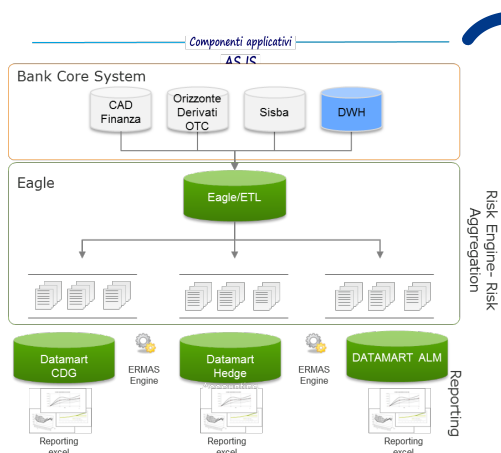 Componenti applicativi
AS IS
Bank Core System
CAD
Finanza
Orizzonte
Derivati
OTC
Sisba
DWH
Eagle
Eagle/ETL
Risk Engine- Risk
Aggregation
Datamart
CDG
ERMAS
Engine
Datamart
Hedge
ERMAS
Engine
DATAMART ALM
Reporting
Reporting
excel
Reporting
excel
Reporting
excel